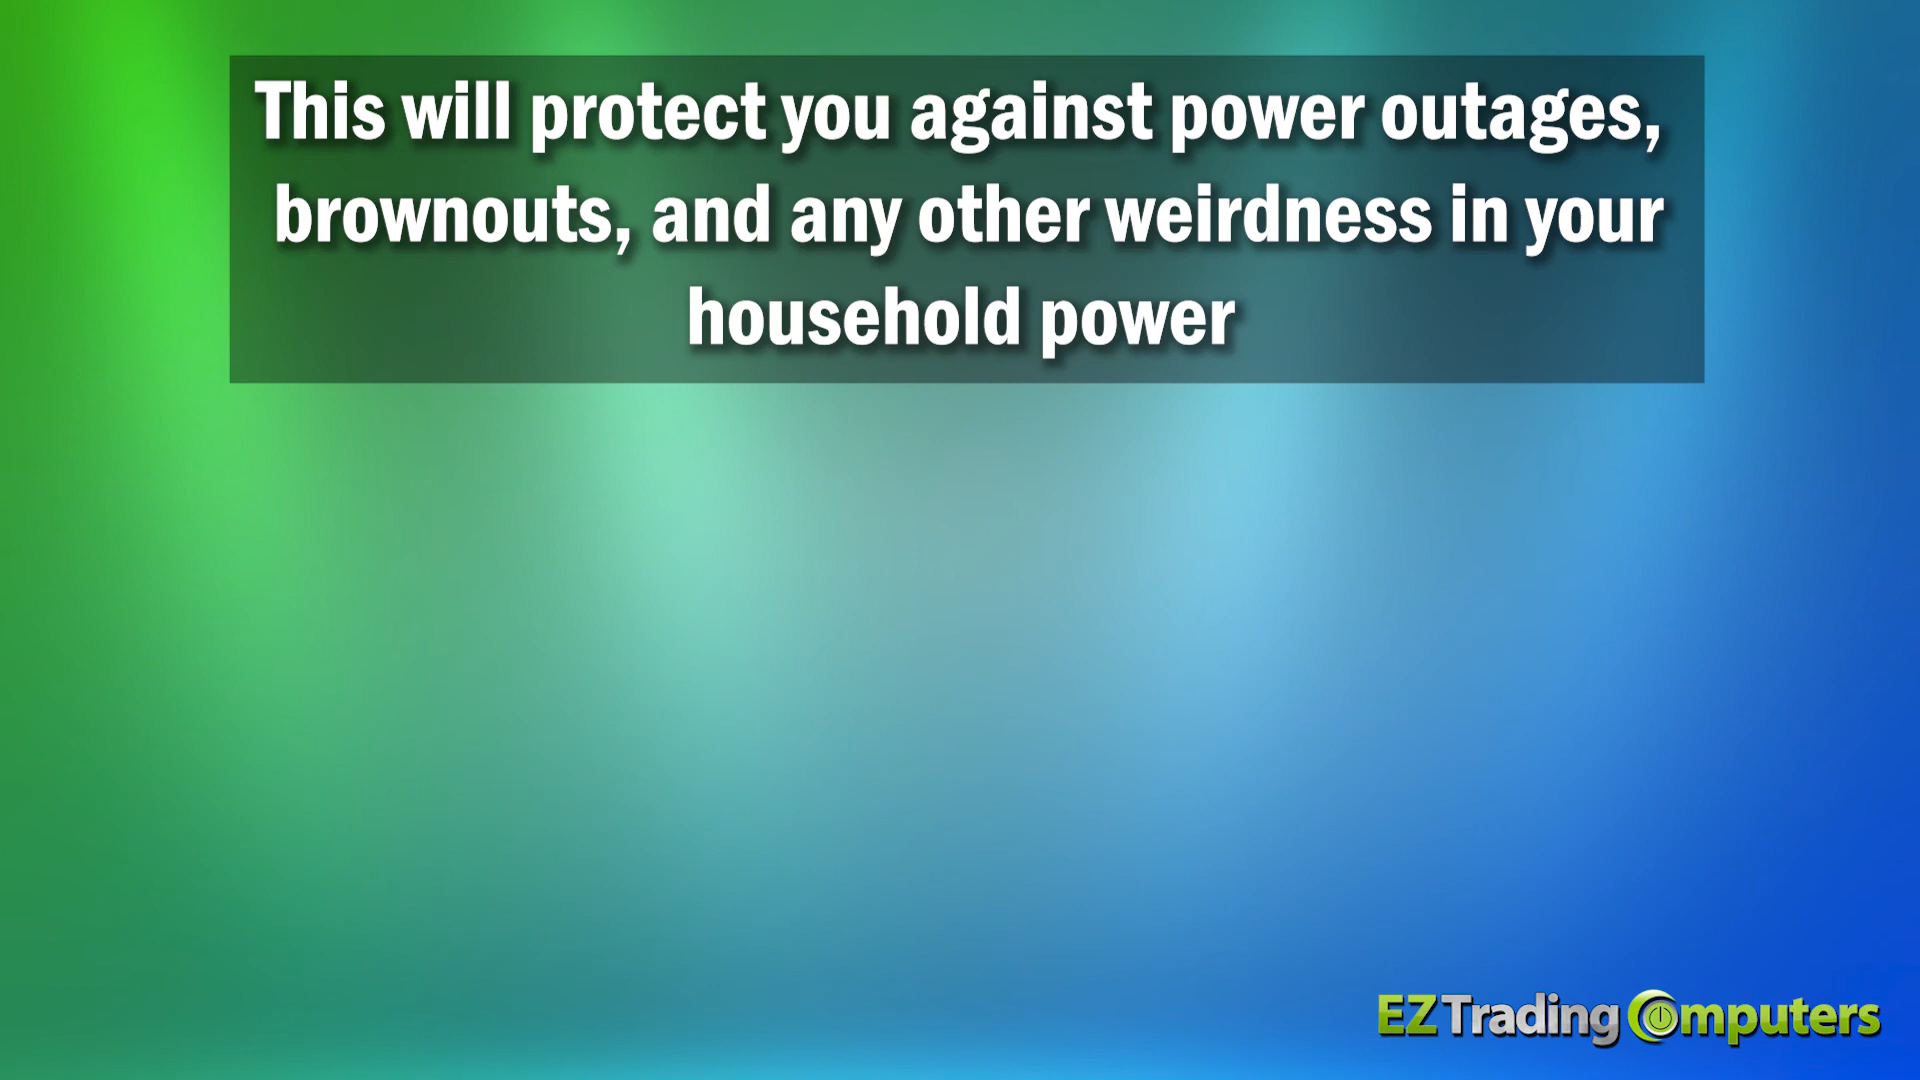 This will protect you against power outages,
brownouts, and any other weirdness in your
household power
EZ Trading Computers